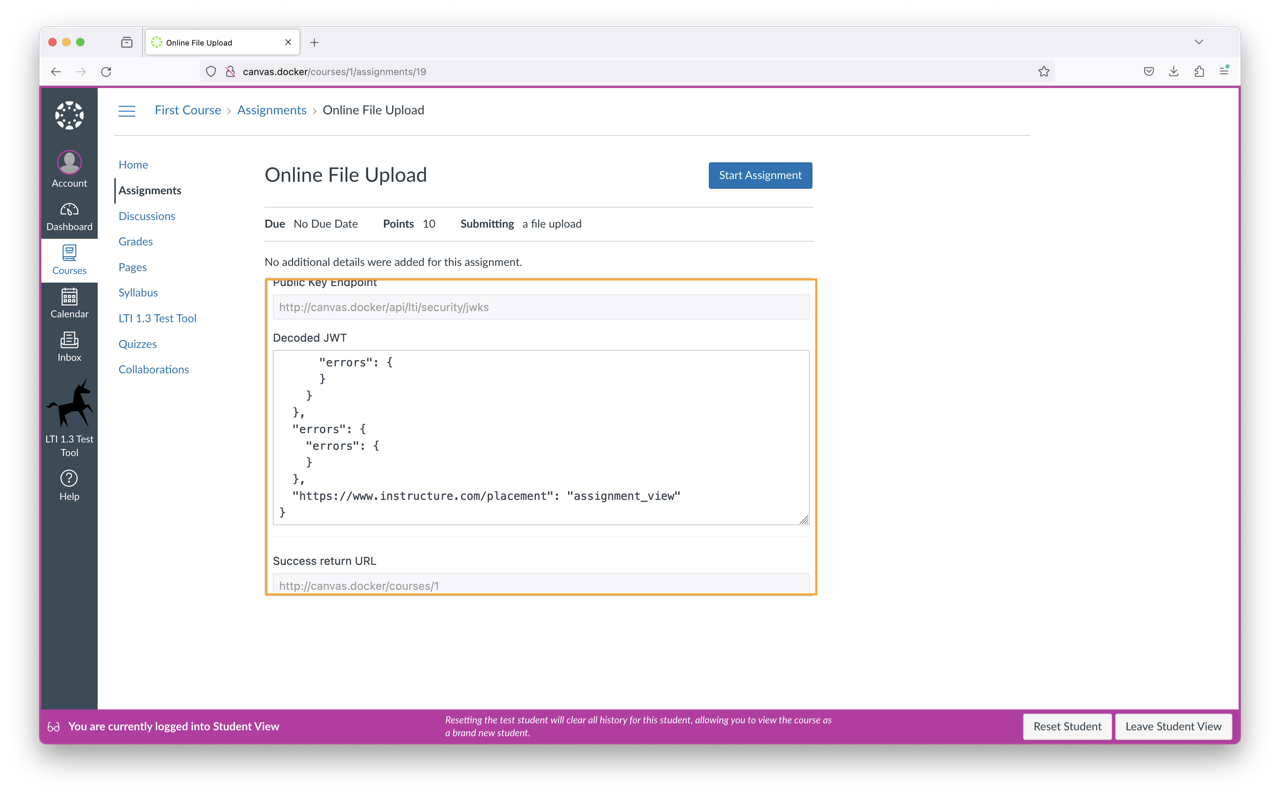 Online File Upload
canvas.docker/courses/1/assignments/19
First Course › Assignments › Online File Upload
Account
Dashboard
Courses
Calendar
Inbox
LTI 1.3 Test
Tool
Help
Home
Assignments
Discussions
Grades
Pages
Syllabus
LTI 1.3 Test Tool
Quizzes
Collaborations
Online File Upload
Start Assignment
Due No Due Date Points 10 Submitting a file upload
No additional details were added for this assignment.
Public Key Endpoint
http://canvas.docker/api/lti/security/jwks
Decoded JWT
"errors": {
}
}
},
"errors": {
"errors": {
}
},
"https://www.instructure.com/placement": "assignment_view"
}
Success return URL
http://canvas.docker/courses/1
You are currently logged into Student View
Resetting the test student will clear all history for this student, allowing you to view the course as
a brand new student.
Reset Student
Leave Student View